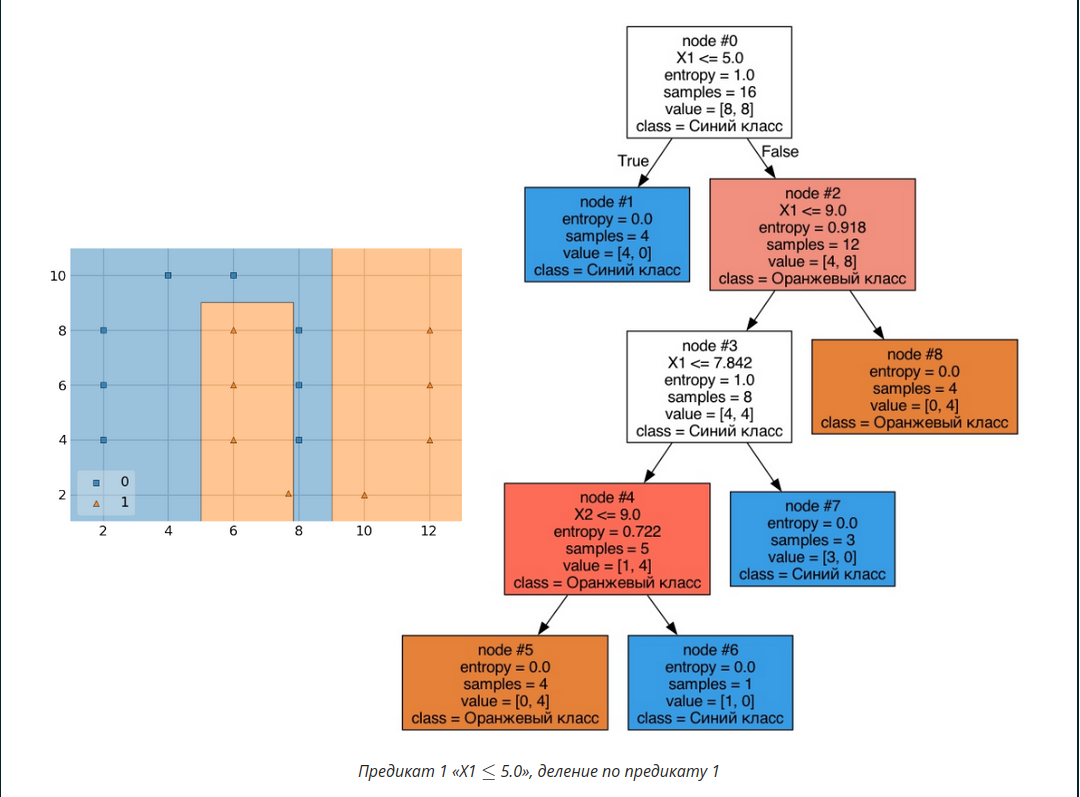 node #0
X1 <= 5.0
entropy = 1.0
samples = 16
value = [8, 8]
class = Синий класс
True
False
node #1
entropy = 0.0
samples = 4
value = [4, 0]
class = Синий класс
node #2
X1 <= 9.0
entropy = 0.918
samples = 12
value = [4, 8]
class = Оранжевый класс
node #3
X1 <= 7.842
entropy = 1.0
samples = 8
value = [4, 4]
class = Синий класс
node #8
entropy = 0.0
samples = 4
value = [0, 4]
class = Оранжевый класс
node #4
X2 <= 9.0
entropy = 0.722
samples = 5
value = [1, 4]
class = Оранжевый класс
node #7
entropy = 0.0
samples = 3
value = [3, 0]
class = Синий класс
node #5
entropy = 0.0
samples = 4
value = [0, 4]
class = Оранжевый класс
node #6
entropy = 0.0
samples = 1
value = [1, 0]
class = Синий класс
10
8
6
4
2
0
1
2 4 6 8 10 12
Предикат 1 «X1 ≤ 5.0», деление по предикату 1